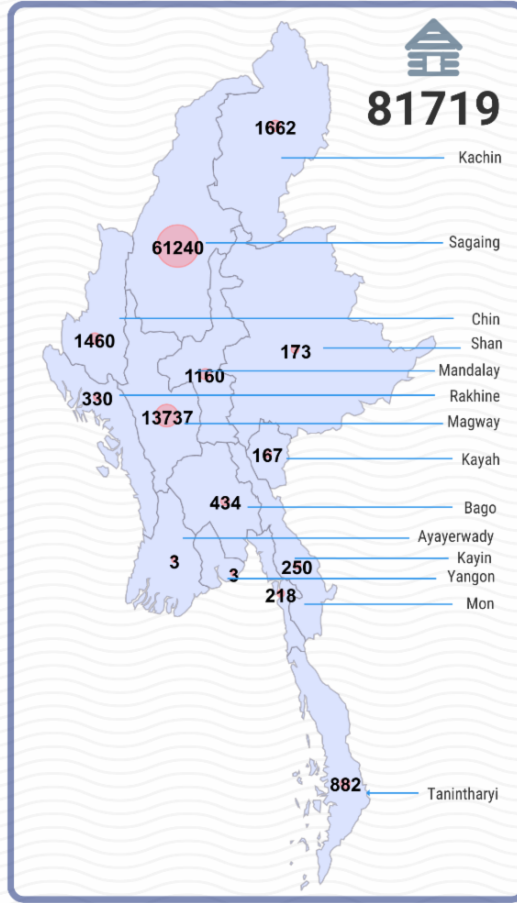 81719
1662
Kachin
61240
Sagaing
Chin
1460
173
Shan
1160
Mandalay
330
Rakhine
13737
Magway
167
Kayah
434
Bago
Ayayerwady
3
250
Kayin
3
Yangon
218
Mon
882
Tanintharyi